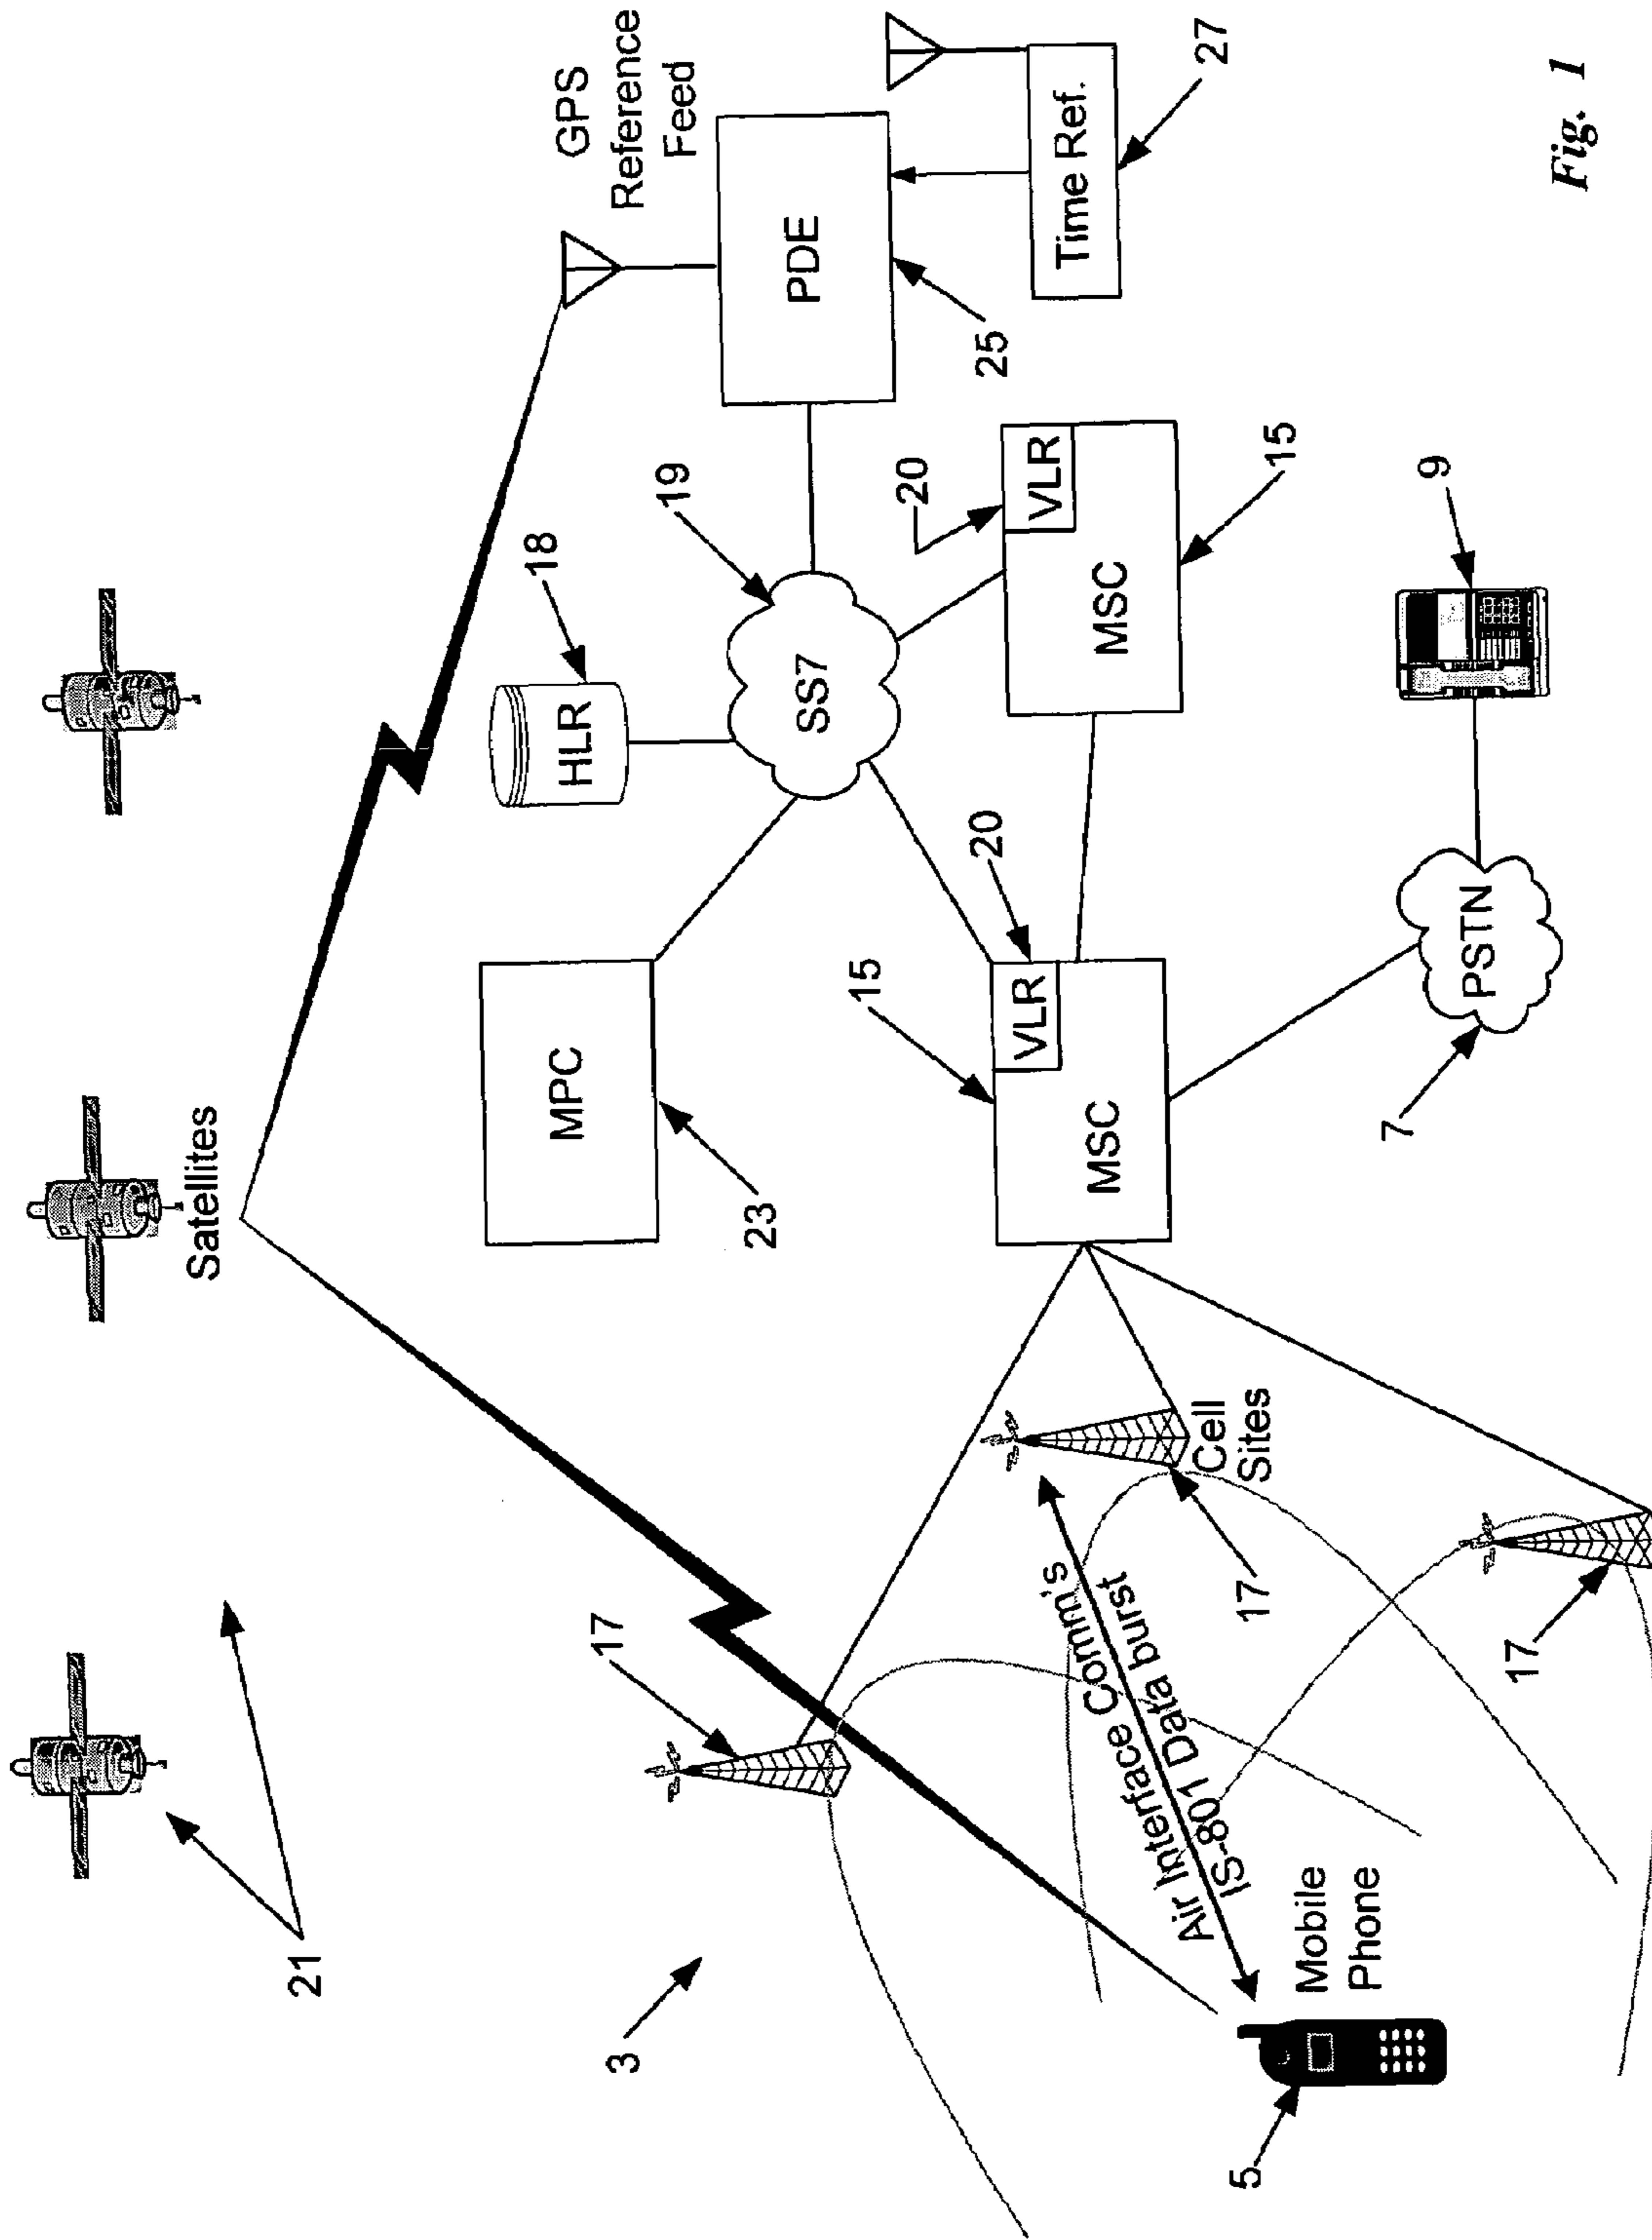 21
Satellites
3
17
MPC
23
HLR
18
19
SS7
GPS
Reference
Feed
PDE
25
Time Ref.
27
15
VLR
20
MSC
20
VLR
MSC
15
Air Interface Comm's
IS-801 Data burst
Cell
Sites
17
5
Mobile
Phone
17
7
PSTN
9
Fig. 1